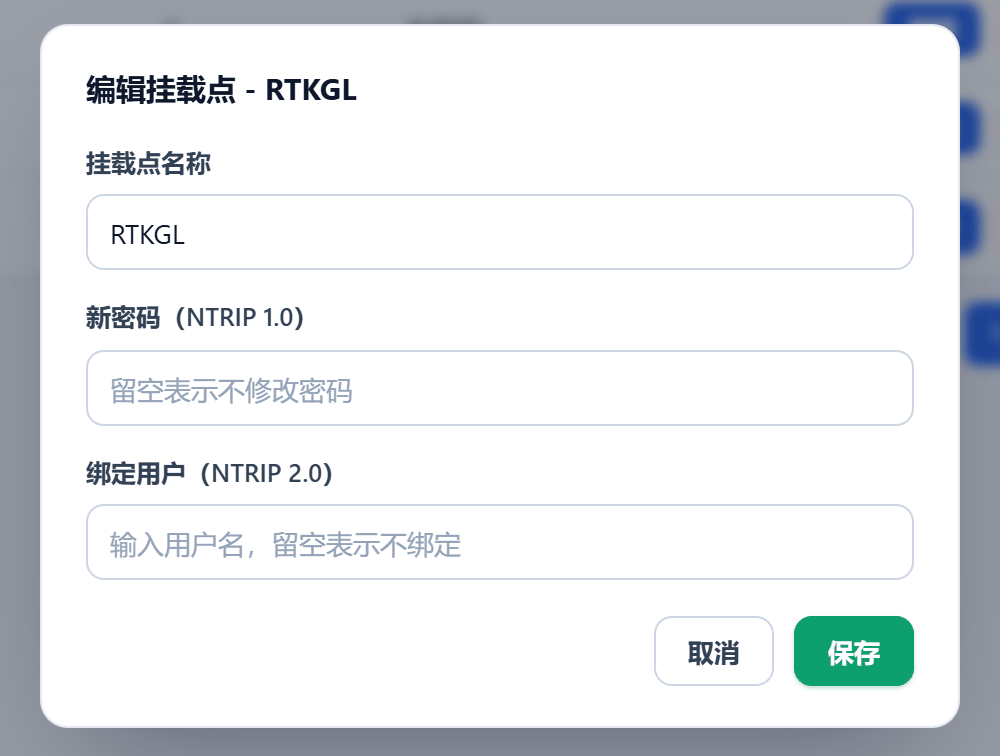 编辑挂载点 - RTKGL
挂载点名称
RTKGL
新密码（NTRIP 1.0）
留空表示不修改密码
绑定用户（NTRIP 2.0）
输入用户名，留空表示不绑定
取消
保存